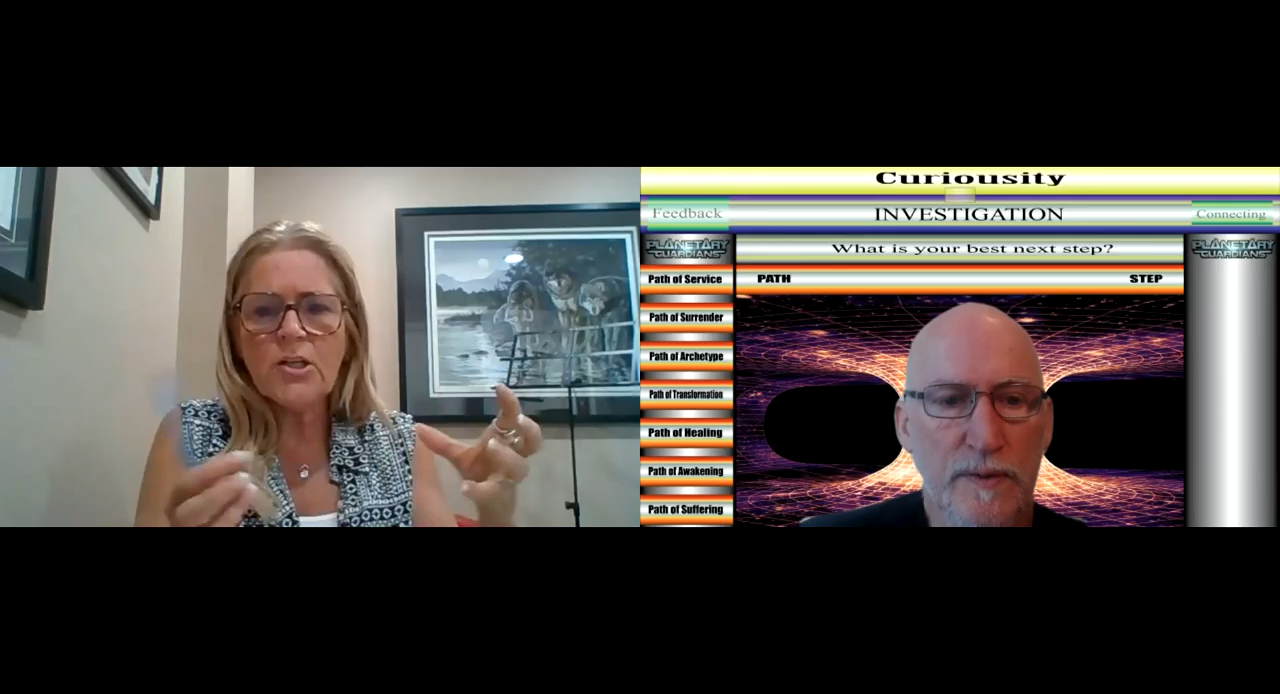 Curiousity
Feedback
INVESTIGATION
Connecting
PLANETARY
GUARDIANS
What is your best next step?
PLANETARY
GUARDIANS
Path of Service
PATH
STEP
Path of Surrender
Path of Archetype
Path of Transformation
Path of Healing
Path of Awakening
Path of Suffering